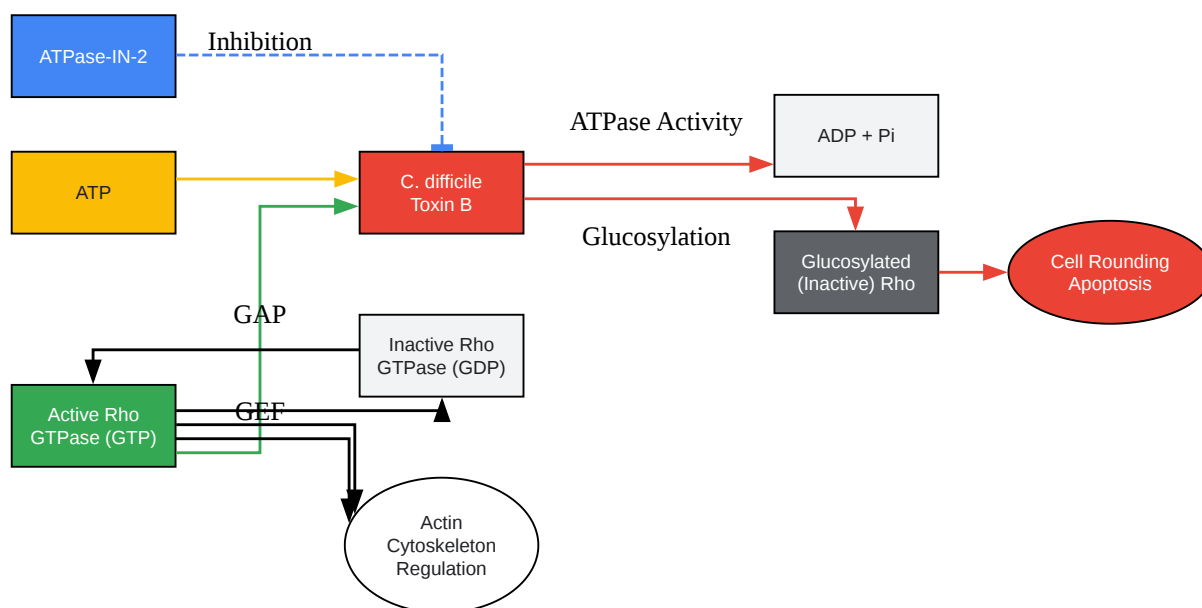 Inhibition
ATPase-IN-2
ATPase Activity
ADP + Pi
ATP
C. difficile
Toxin B
Glucosylation
Glucosylated
(Inactive) Rho
Cell Rounding
Apoptosis
GAP
Inactive Rho
GTPase (GDP)
Active Rho
GTPase (GTP)
GEF
Actin
Cytoskeleton
Regulation